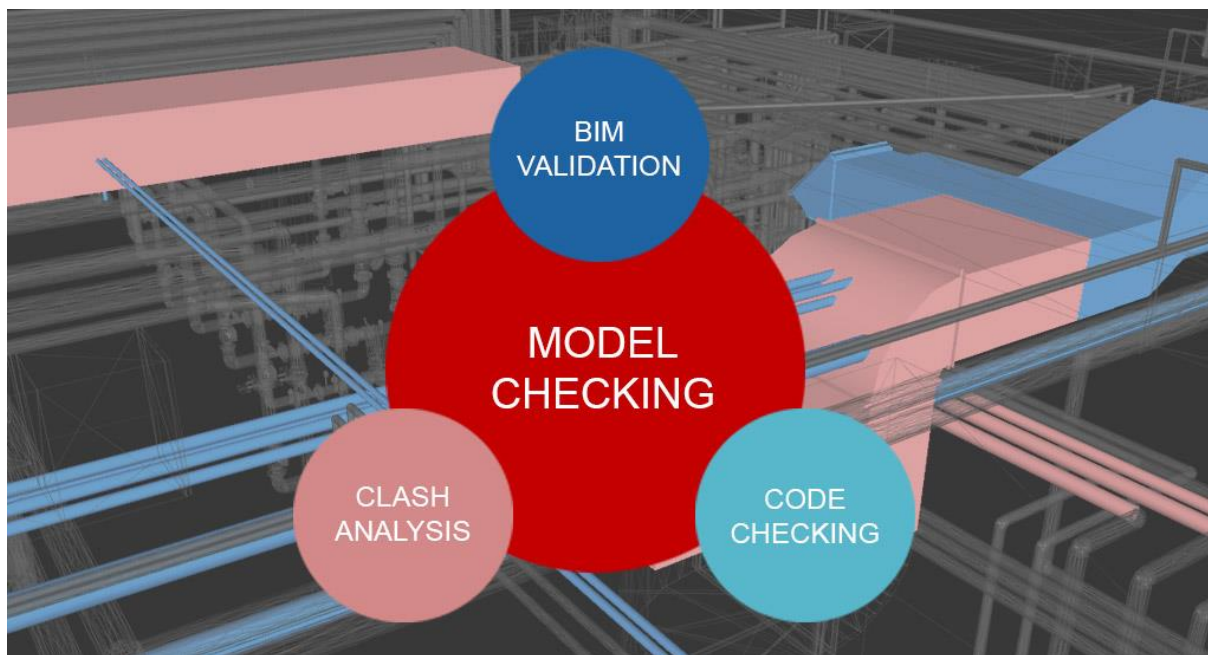 BIM
VALIDATION
MODEL
CHECKING
CLASH
ANALYSIS
CODE
CHECKING